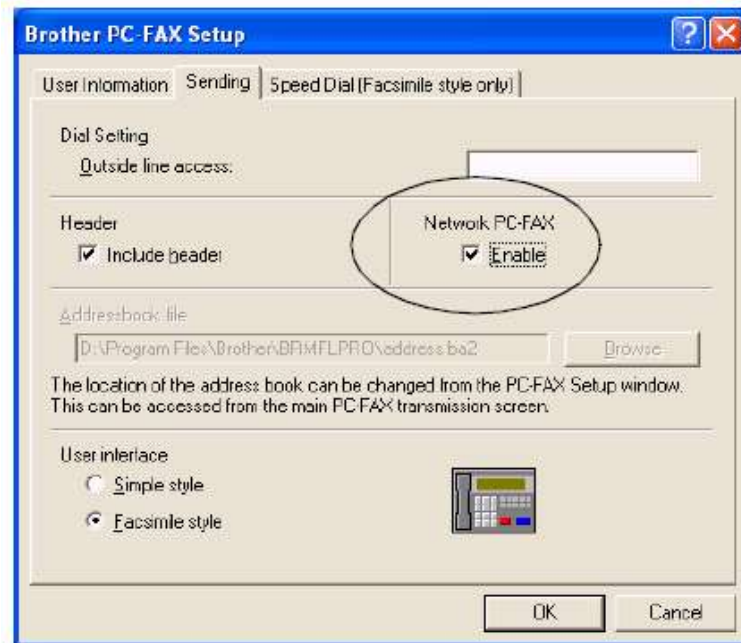 Brother PC-FAX Setup
User Information Sending Speed Dial (Facsimile style only)
Dial Setting
Outside line access:
Header Network PC-FAX
Include header Enable
Addressbook file
D:\Program Files\Brother\BRMFLPRO\address.ba2 Browse
The location of the address book can be changed from the PC-FAX Setup window.
This can be accessed from the main PC-FAX transmission screen.
User interface
Simple style
Facsimile style
OK Cancel